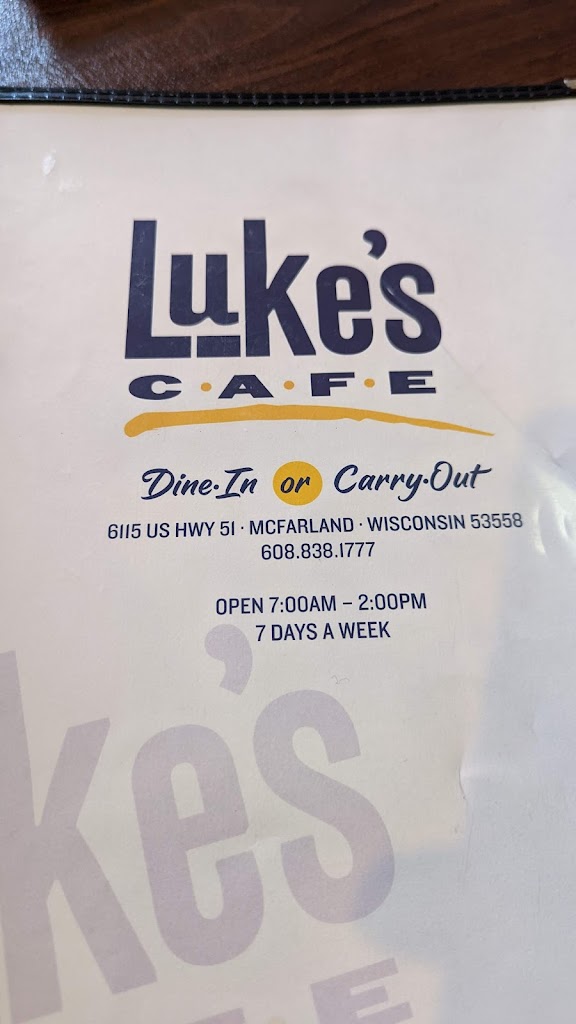 Luke's
C·A·F·E
Dine·In or Carry·Out
6115 US HWY 51 · MCFARLAND · WISCONSIN 53558
608.838.1777
OPEN 7:00AM – 2:00PM
7 DAYS A WEEK
ke's
F E